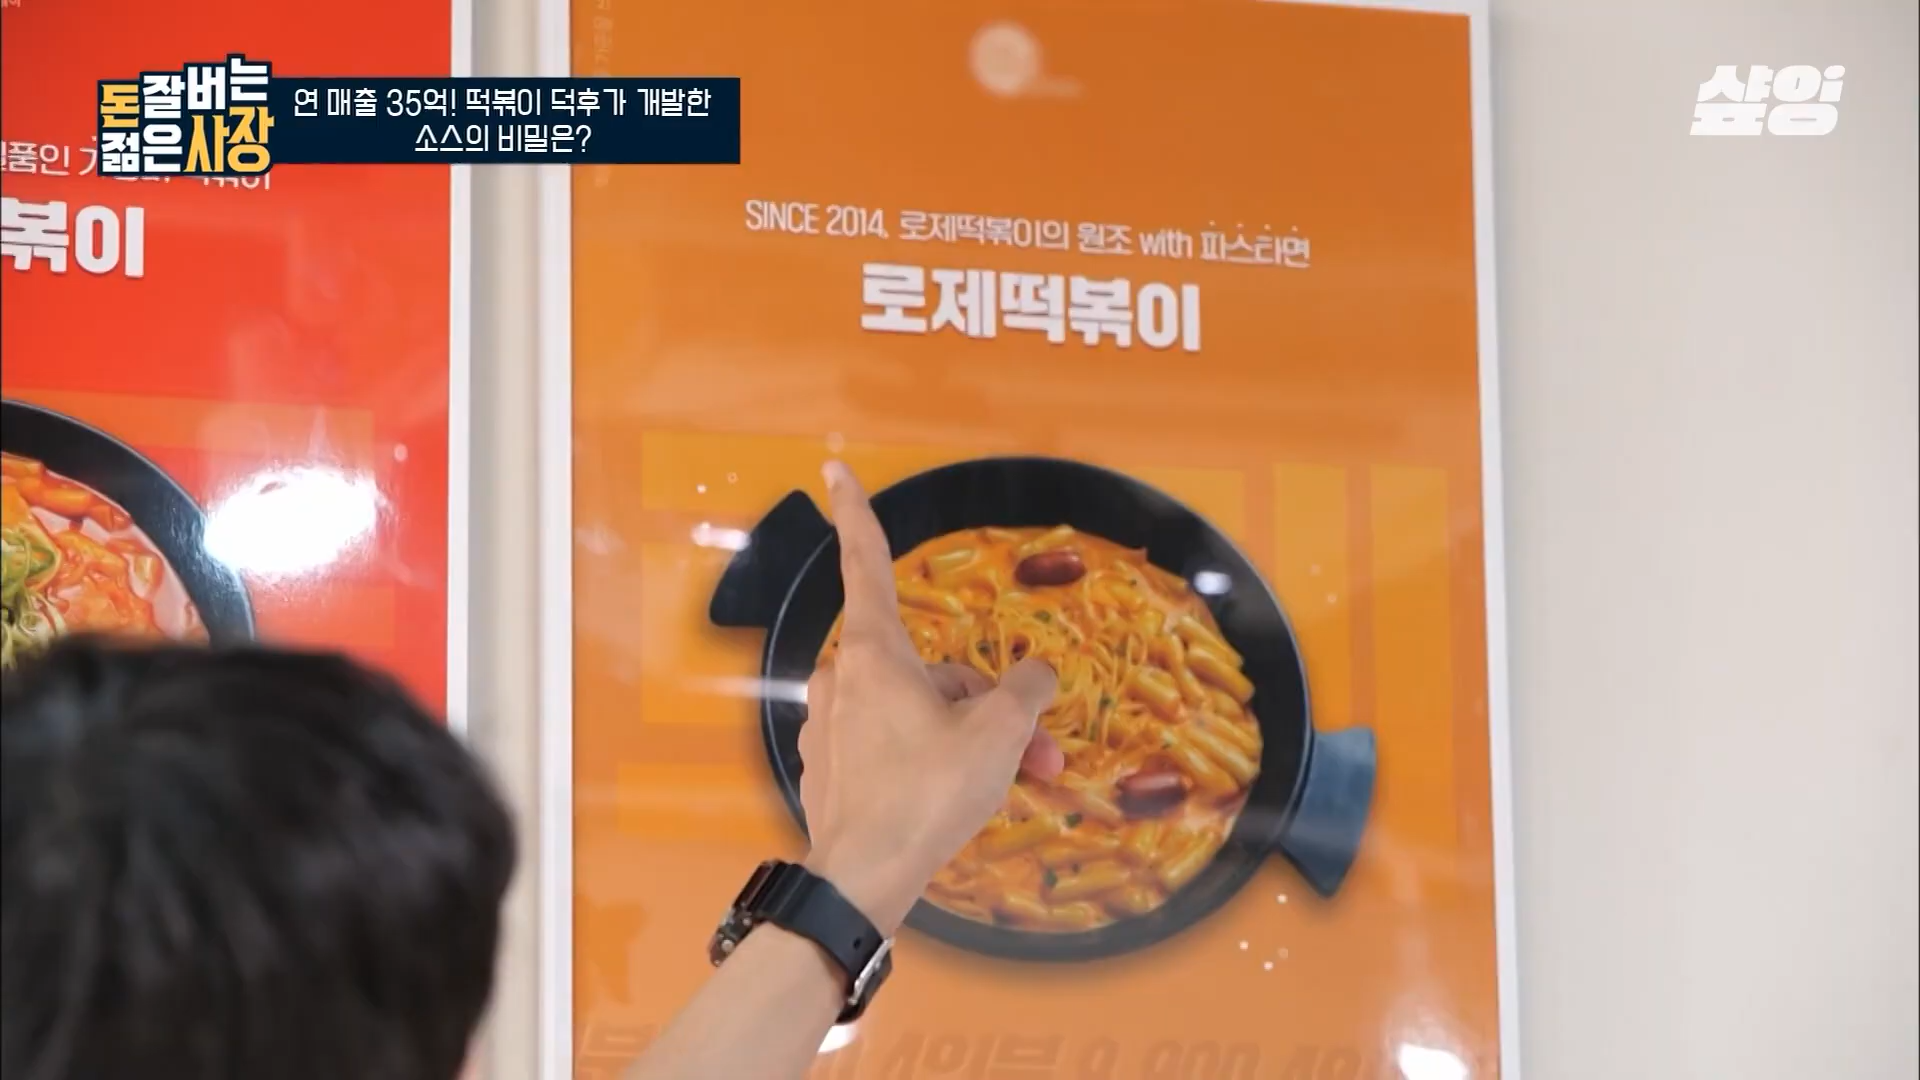 돈 잘 버는
젊은 사장
연 매출 35억! 떡볶이 덕후가 개발한
소스의 비밀은?
샾잉
볶이
SINCE 2014, 로제떡볶이의 원조 with 파스타면
로제떡볶이